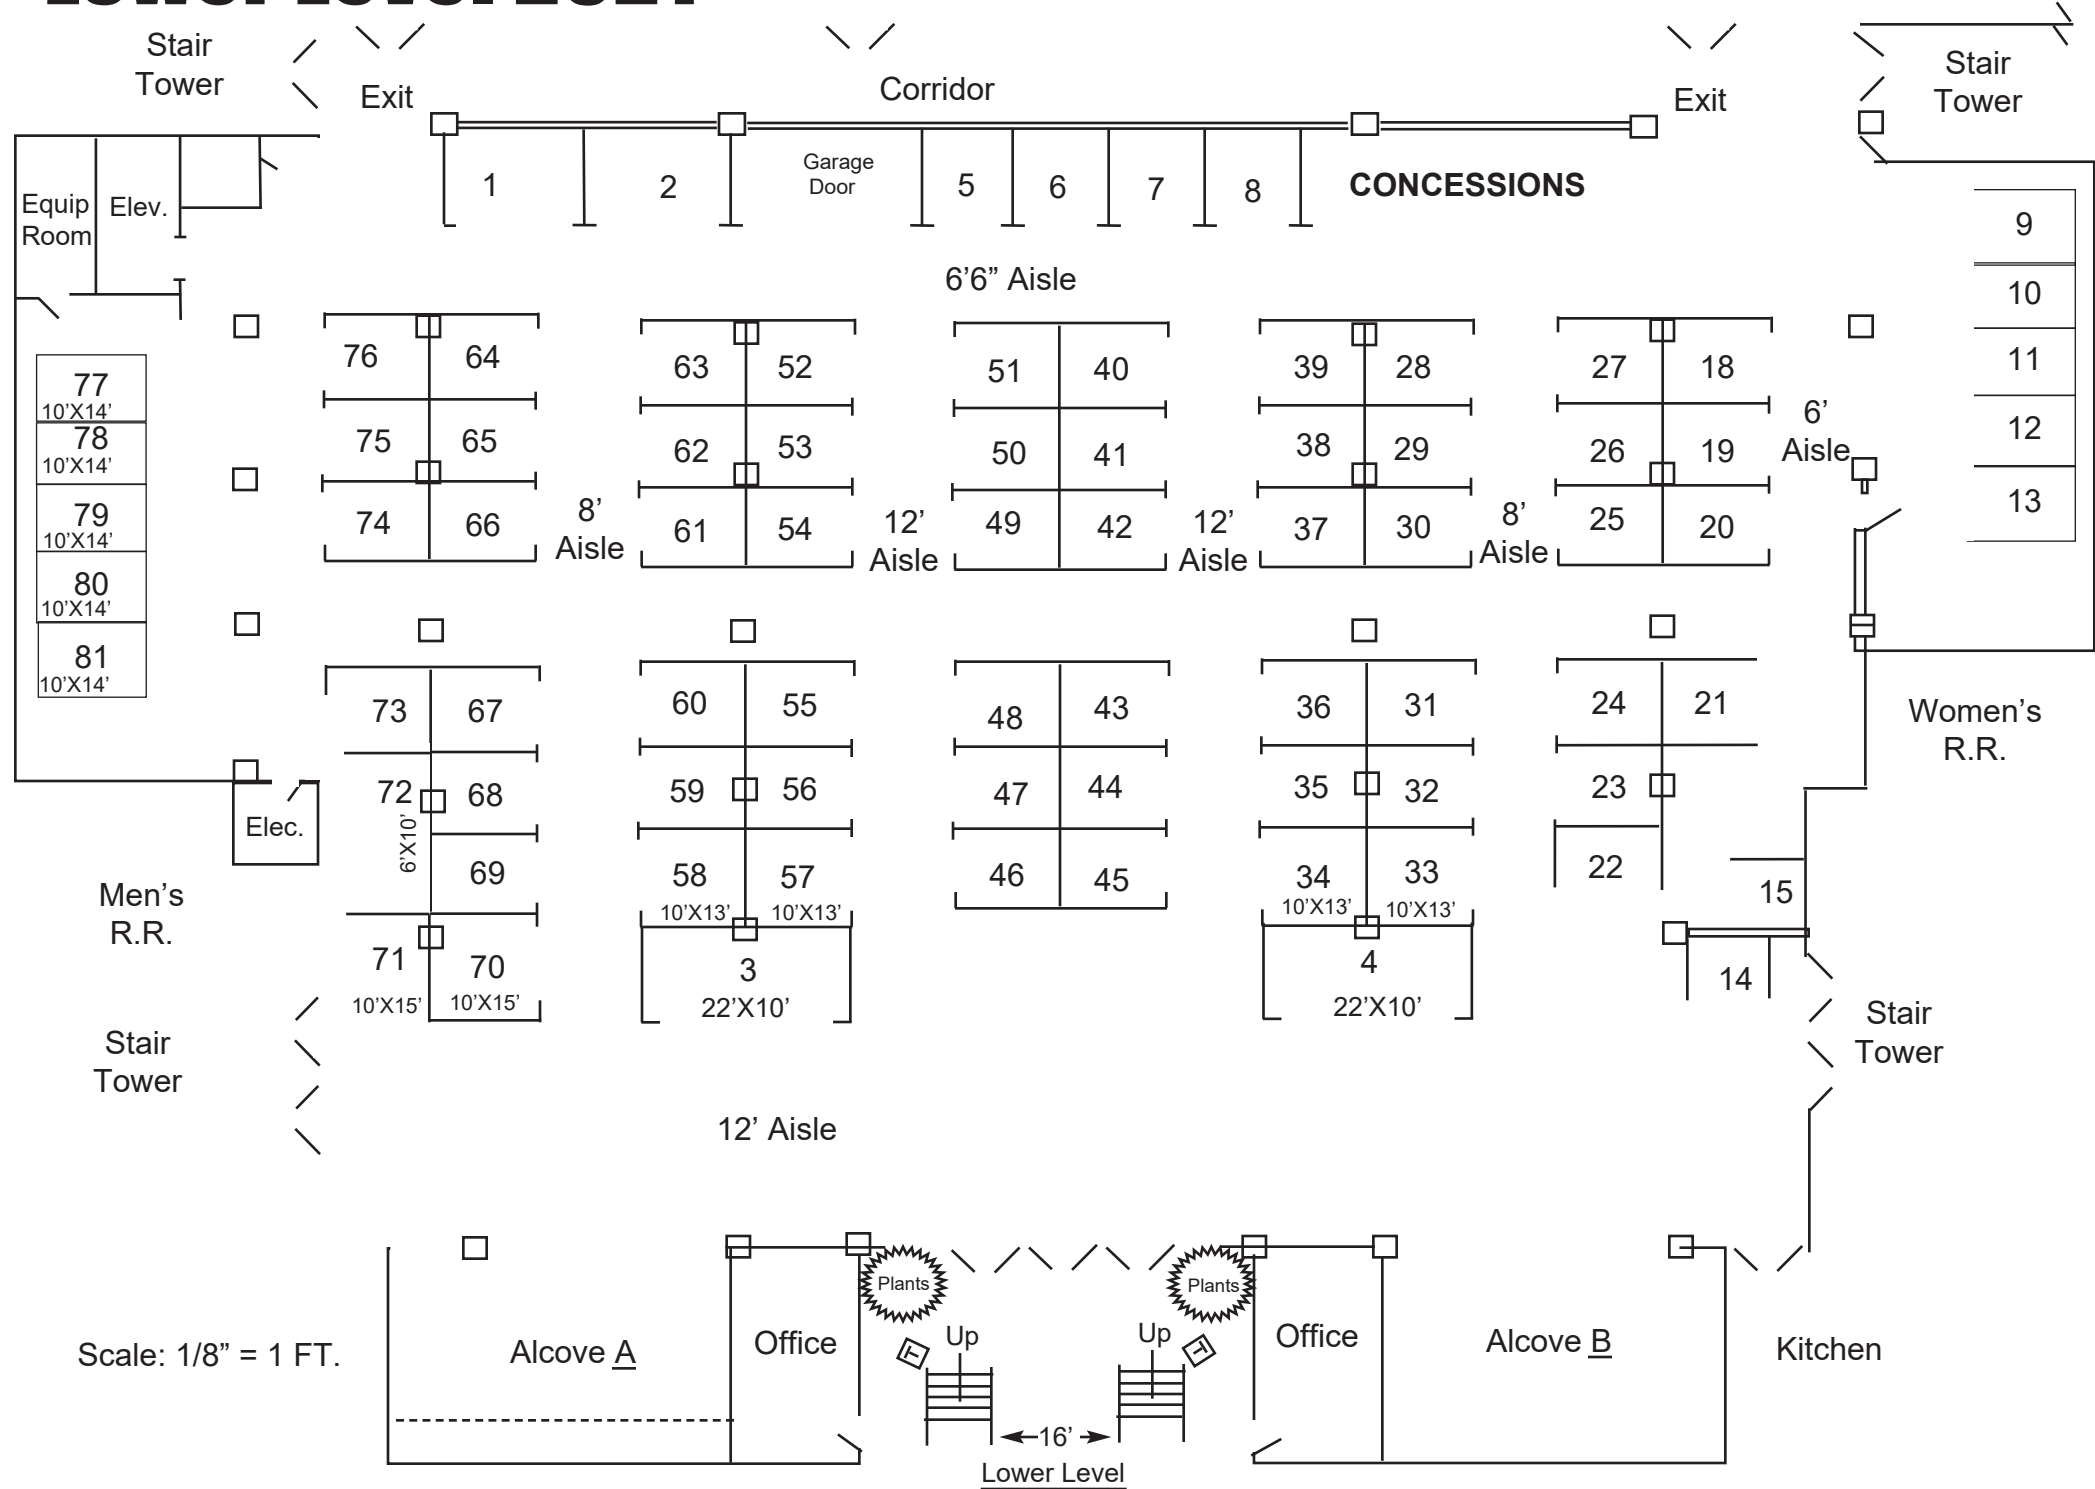 Stair
Tower
Exit
Corridor
Exit
Stair
Tower
Equip
Room
Elev.
1
2
Garage
Door
5
6
7
8
CONCESSIONS
9
10
11
12
13
6’6” Aisle
77
10’X14’
78
10’X14’
79
10’X14’
80
10’X14’
81
10’X14’
76 64
75 65
74 66
8’
Aisle
63 52
62 53
61 54
12’
Aisle
51 40
50 41
49 42
12’
Aisle
39 28
38 29
37 30
8’
Aisle
27 18
26 19
25 20
6’
Aisle
73 67
72 68
6’X10’
69
71 70
10’X15’ 10’X15’
60 55
59 56
58 57
10’X13’ 10’X13’
3
22’X10’
48 43
47 44
46 45
36 31
35 32
34 33
10’X13’ 10’X13’
4
22’X10’
24 21
23
22
15
14
Women’s
R.R.
Elec.
Men’s
R.R.
Stair
Tower
Stair
Tower
12’ Aisle
Plants
Plants
Scale: 1/8” = 1 FT.
Alcove A
Office
Up
Up
Office
Alcove B
Kitchen
16’
Lower Level